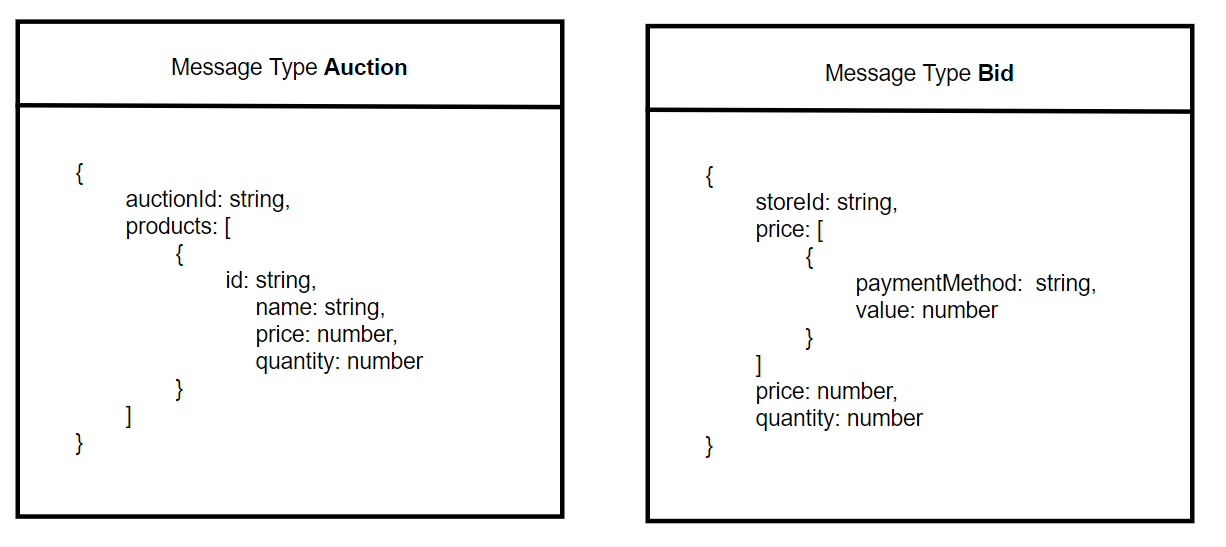 Message Type Auction
{
auctionId: string,
products: [
{
id: string,
name: string,
price: number,
quantity: number
}
]
}
Message Type Bid
{
storeId: string,
price: [
{
paymentMethod:  string,
value: number
}
]
price: number,
quantity: number
}